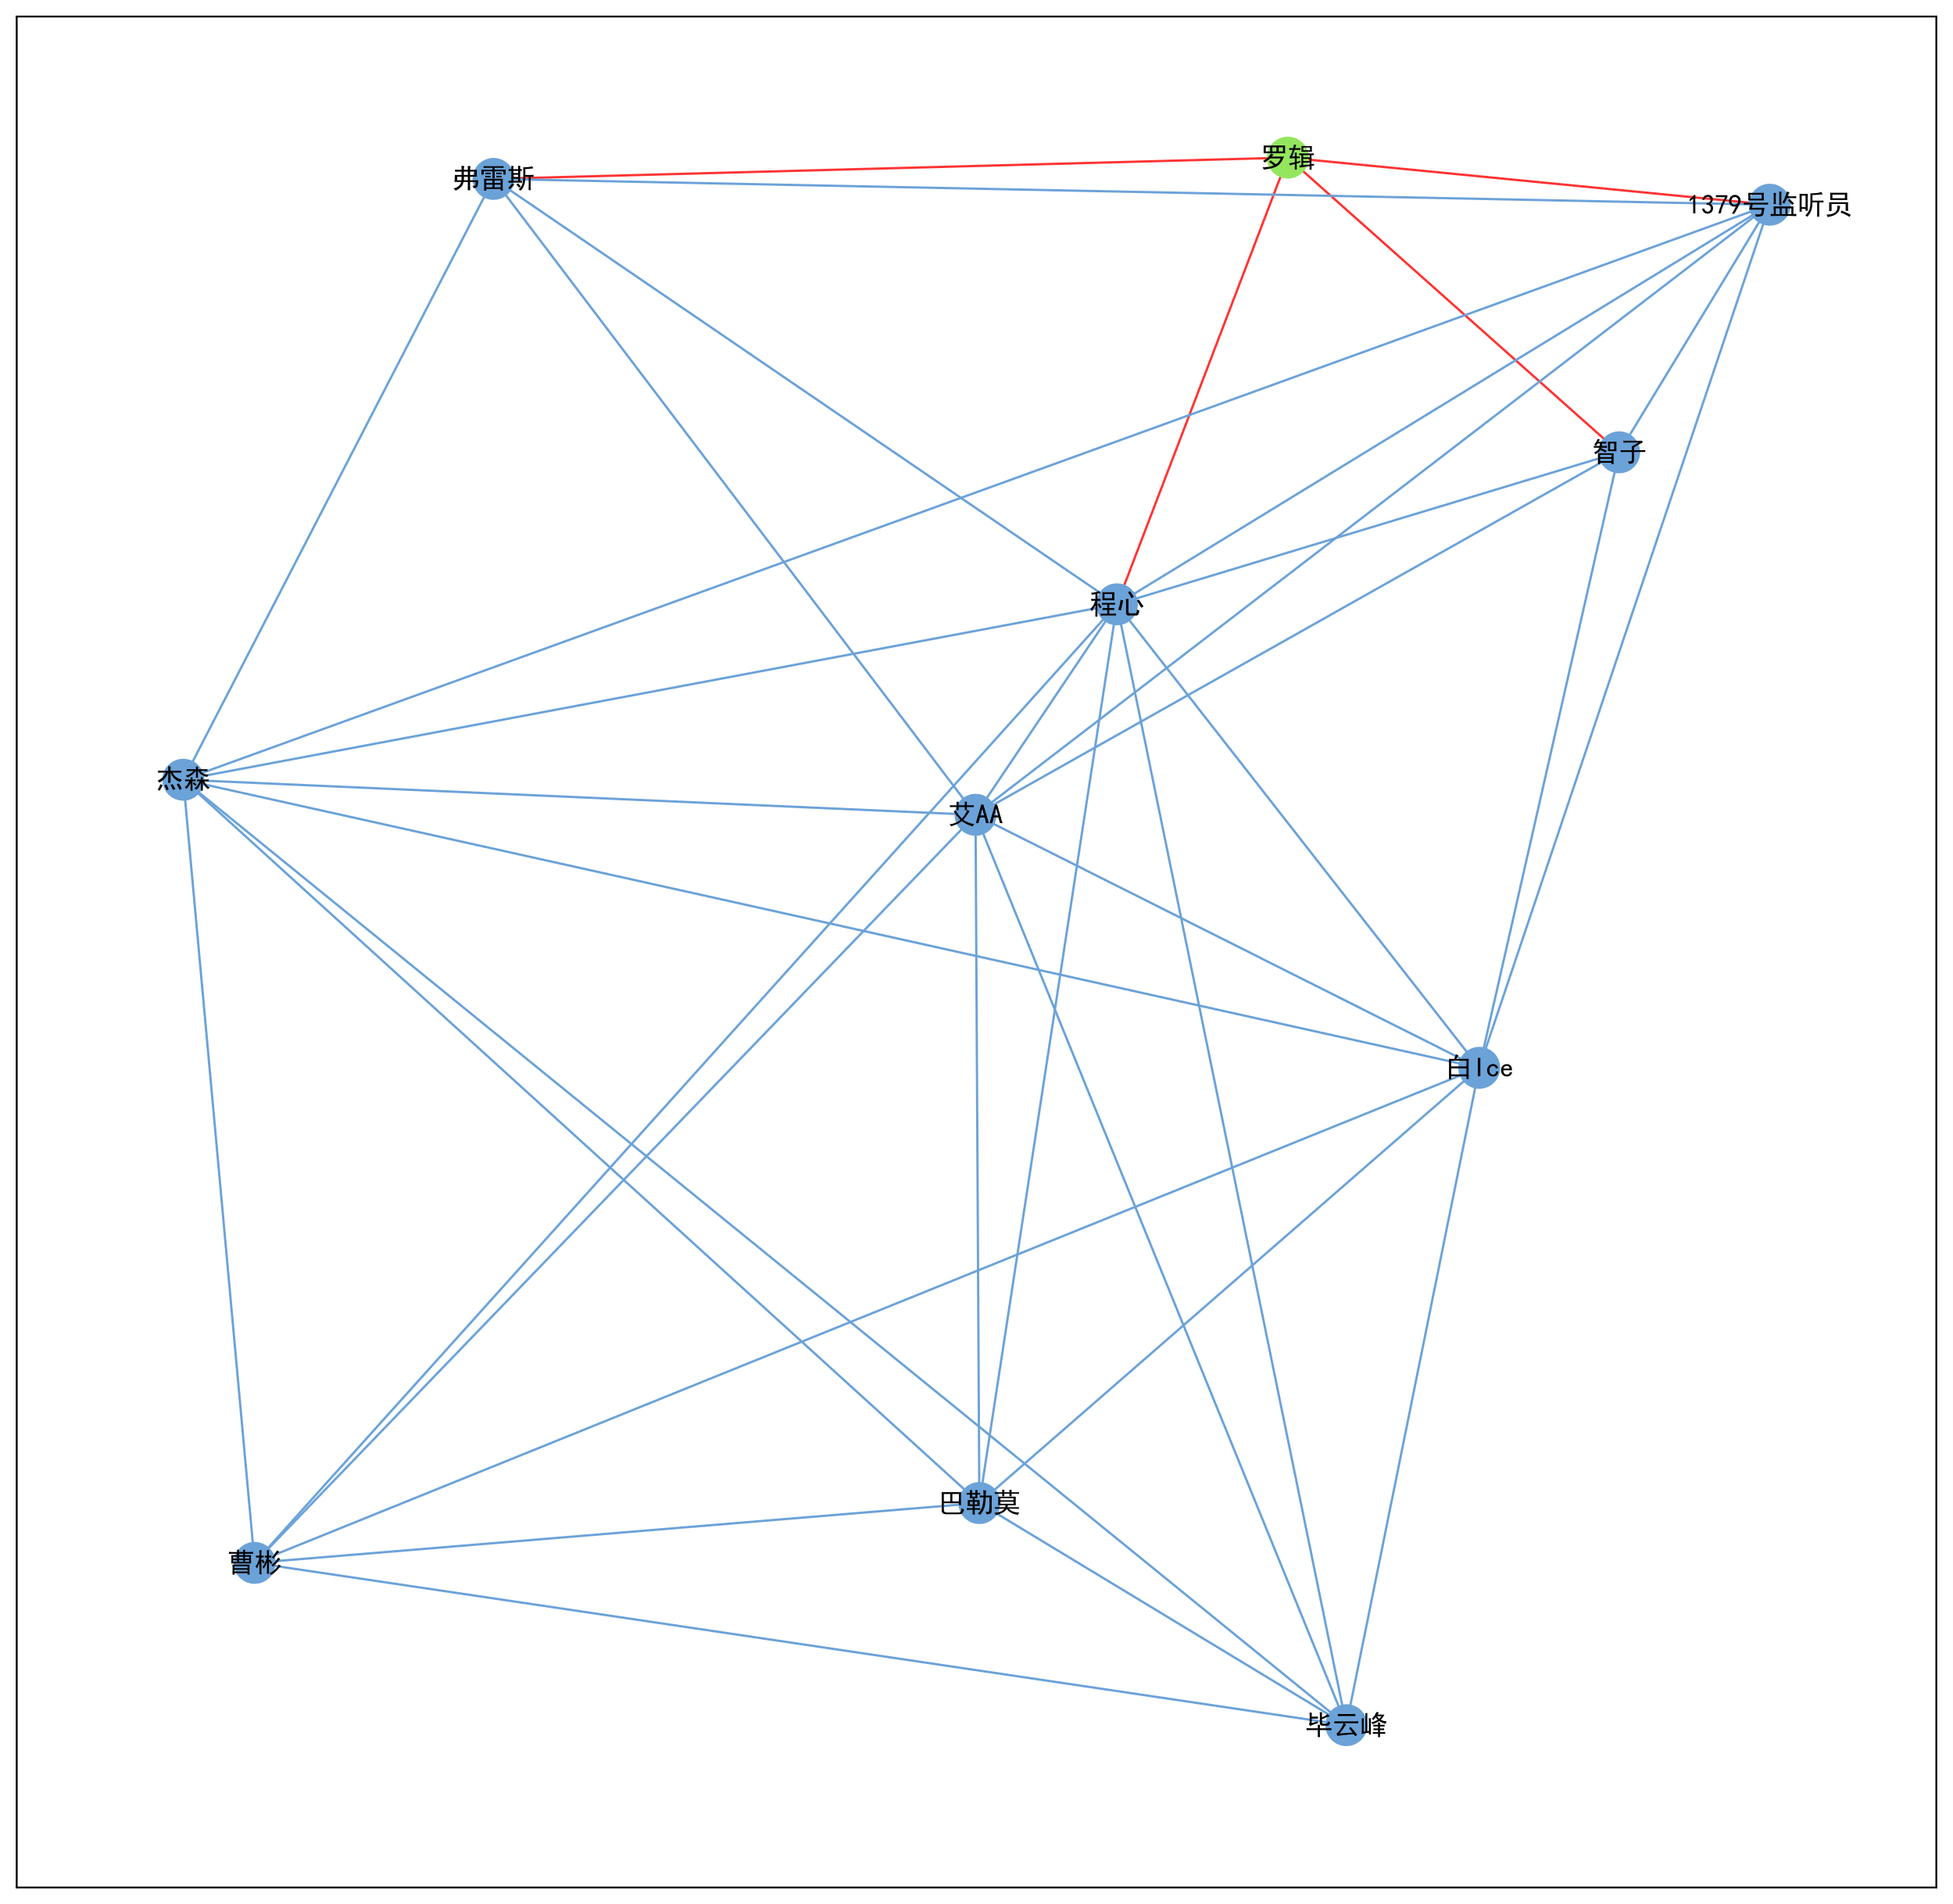 罗辑
弗雷斯
1379号监听员
智子
程心
杰森
艾AA
白Ice
巴勒莫
曹彬
毕云峰